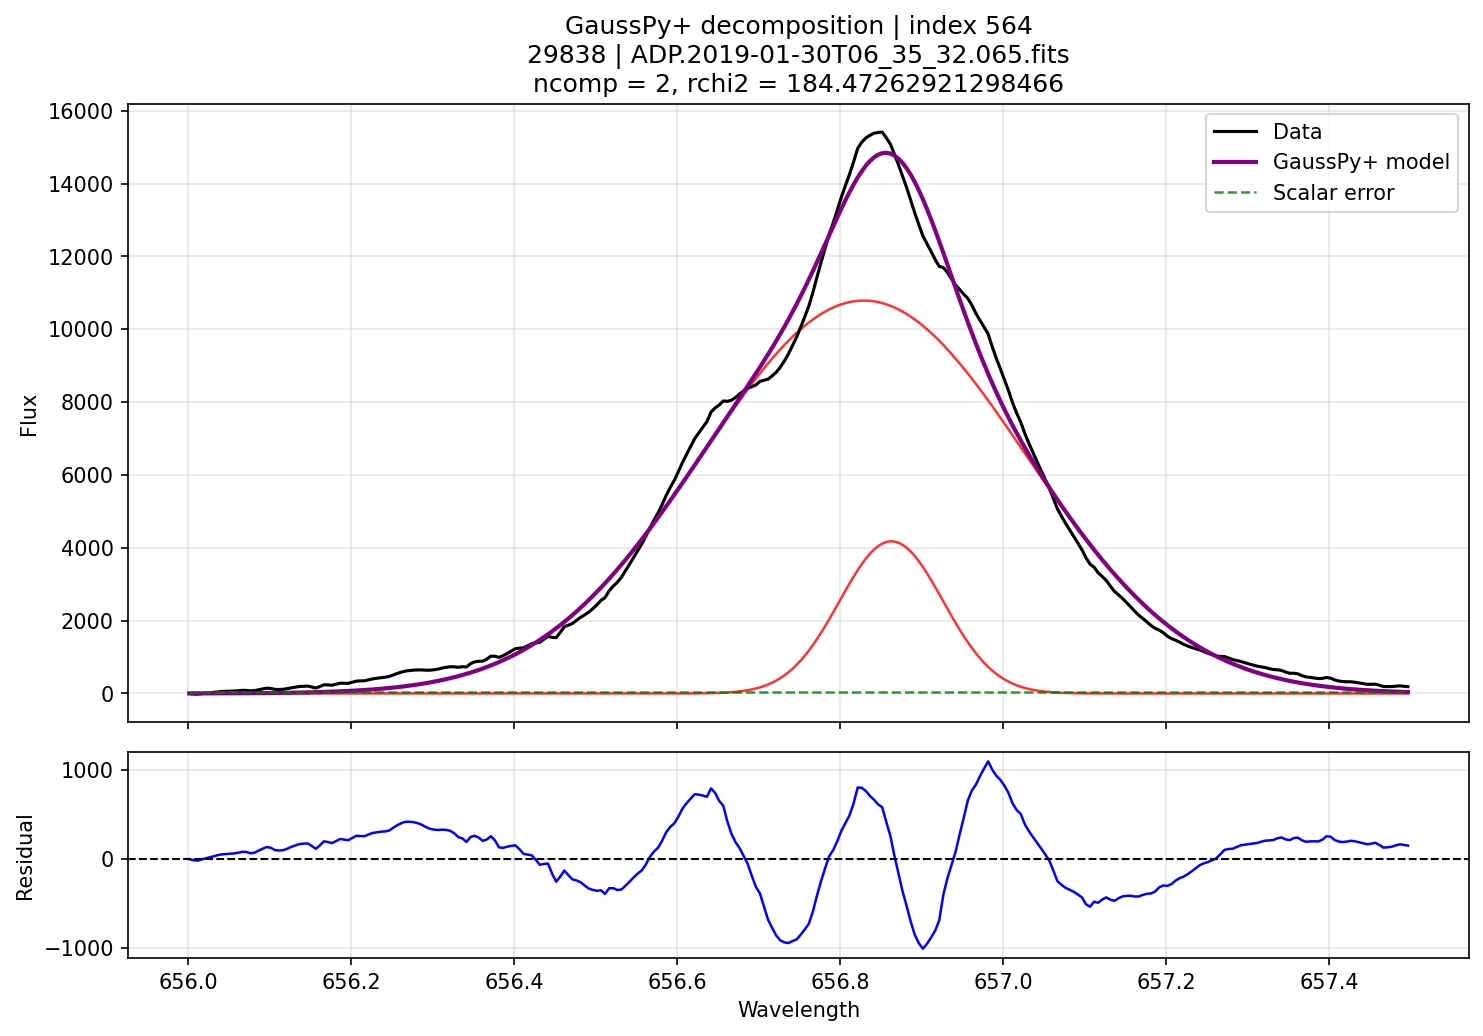 GaussPy+ decomposition | index 564
29838 | ADP.2019-01-30T06_35_32.065.fits
ncomp = 2, rchi2 = 184.47262921298466
16000
14000
12000
10000
8000
6000
4000
2000
0
Flux
Data
GaussPy+ model
Scalar error
1000
0
−1000
Residual
656.0
656.2
656.4
656.6
656.8
657.0
657.2
657.4
Wavelength